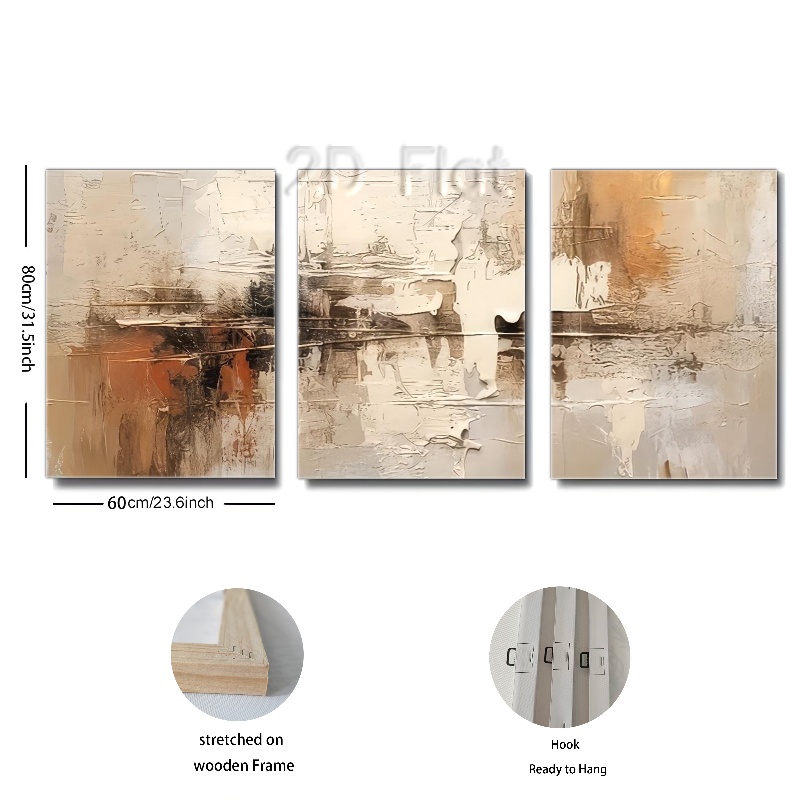 2D Flat
80cm/31.5inch
60cm/23.6inch
stretched on
wooden Frame
Hook
Ready to Hang